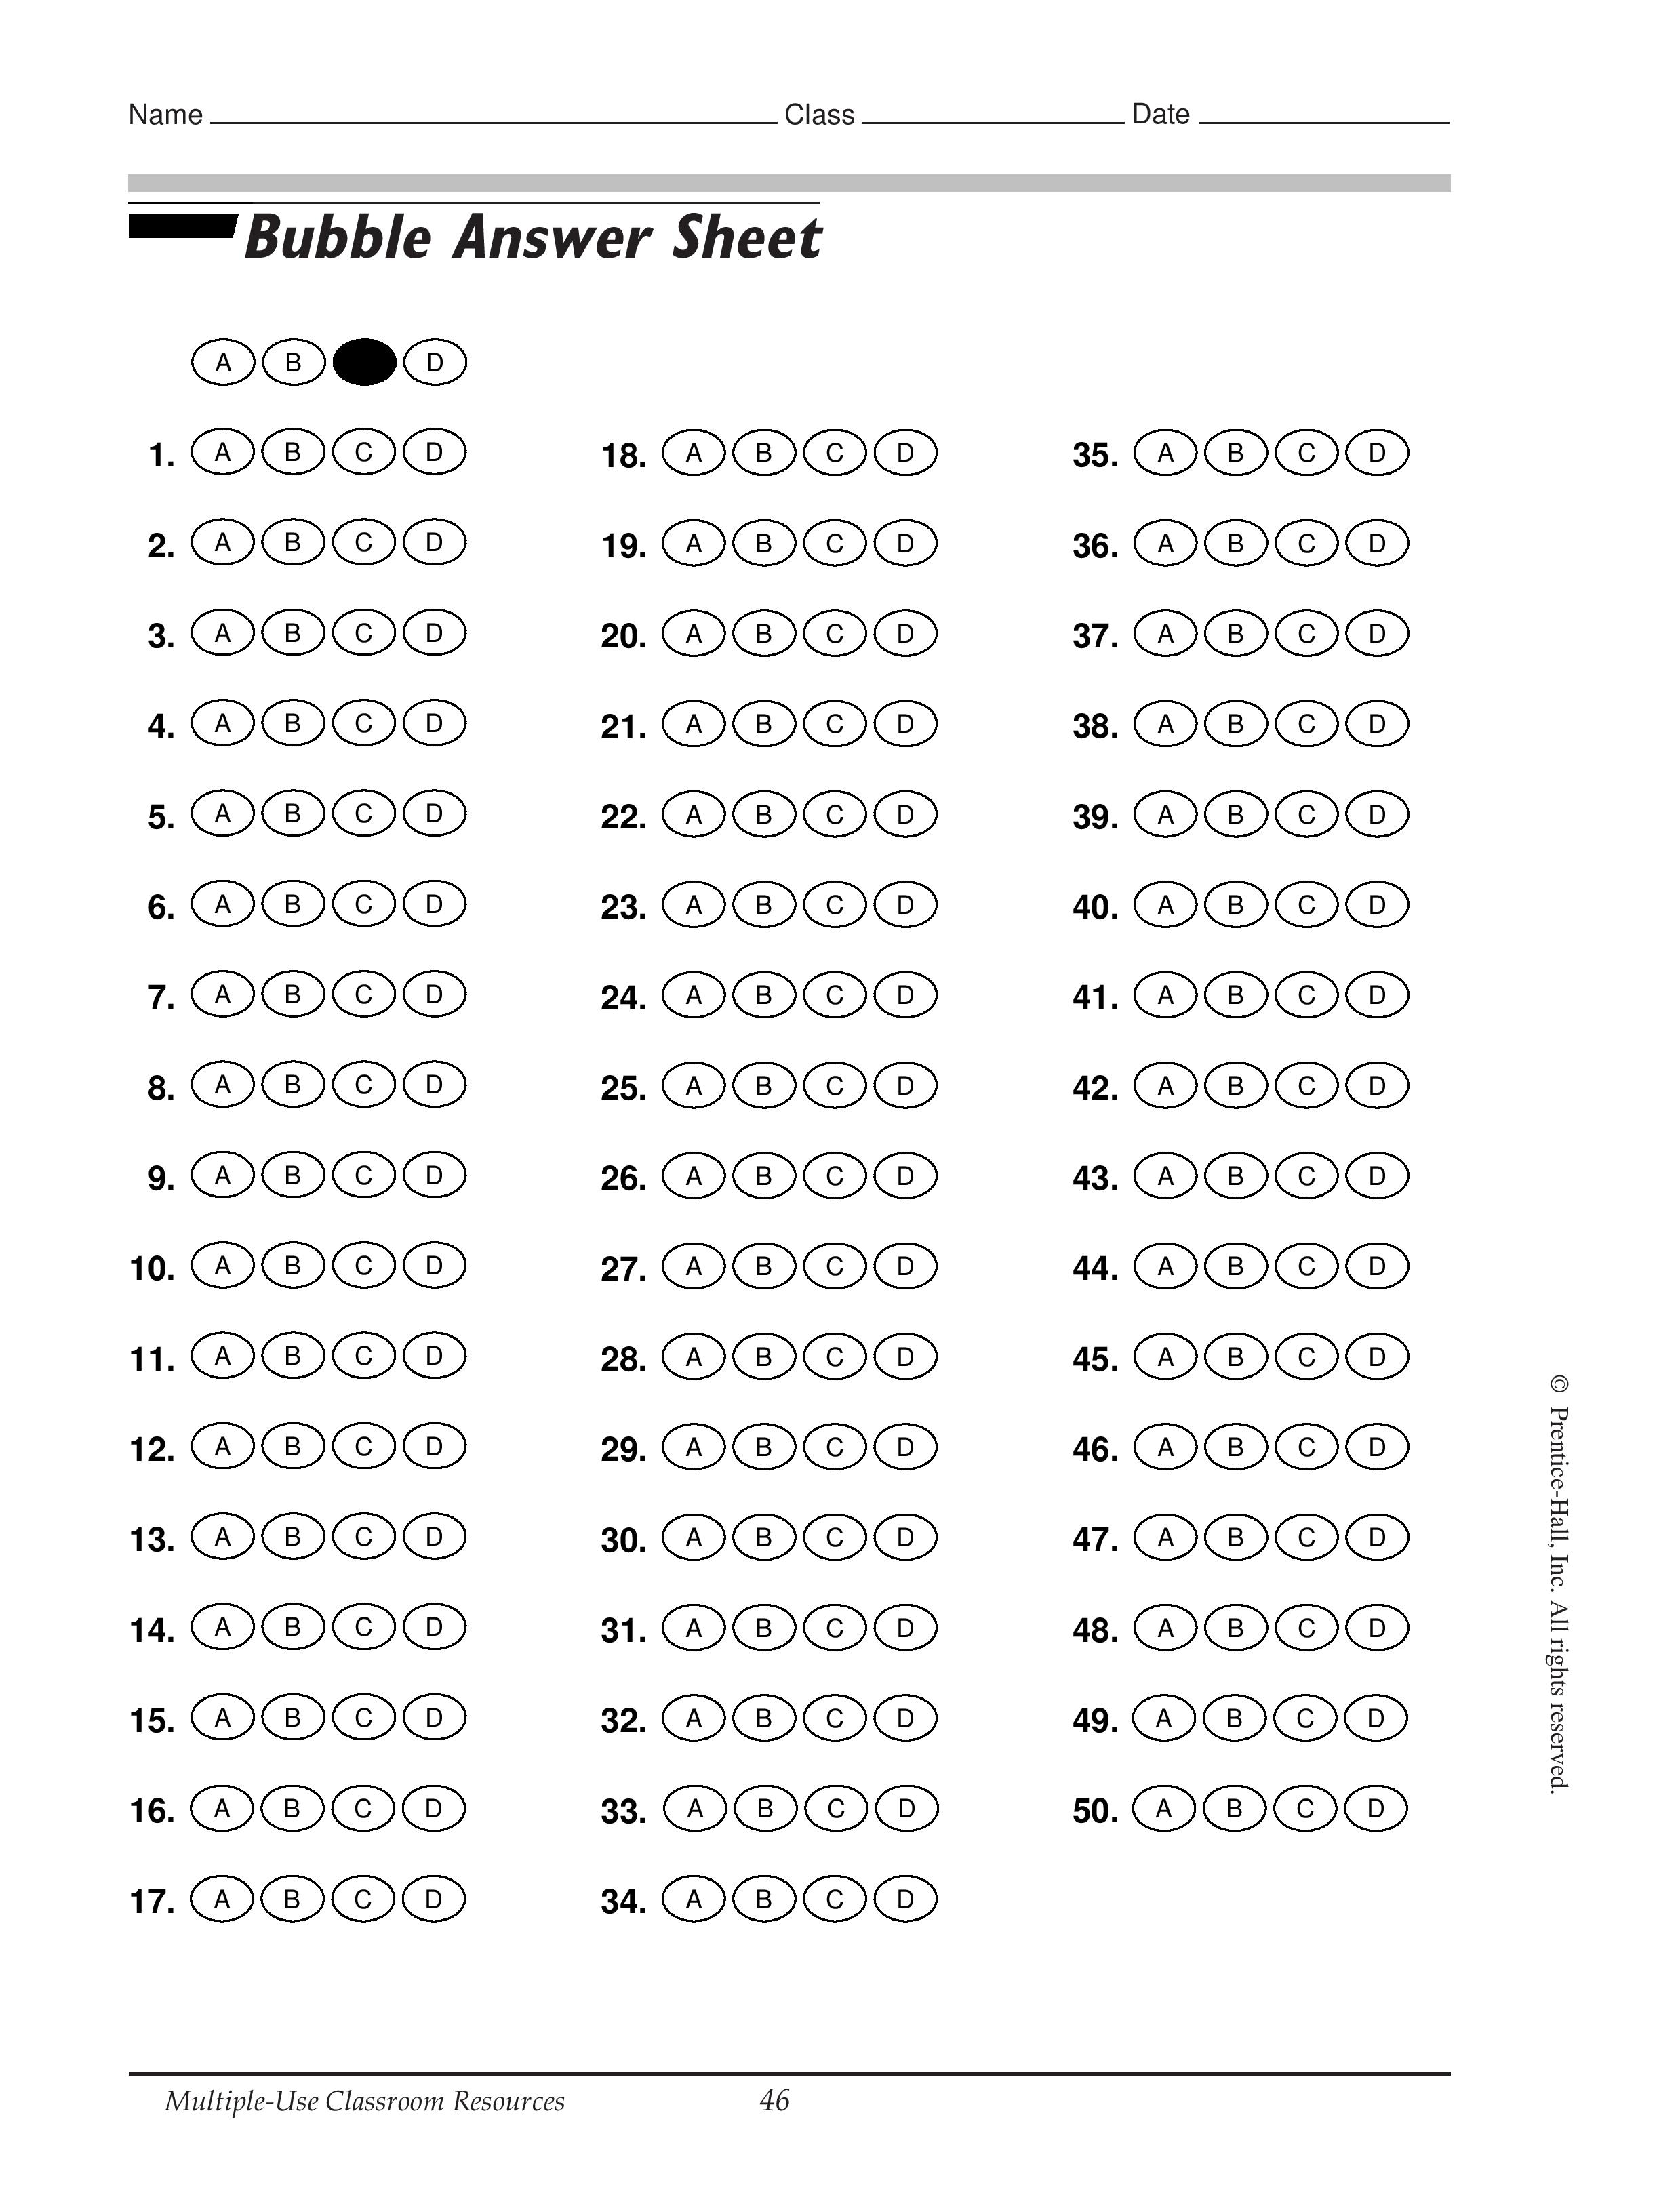 Name Class Date
Bubble Answer Sheet
A B D
1. A B C D
2. A B C D
3. A B C D
4. A B C D
5. A B C D
6. A B C D
7. A B C D
8. A B C D
9. A B C D
10. A B C D
11. A B C D
12. A B C D
13. A B C D
14. A B C D
15. A B C D
16. A B C D
17. A B C D
18. A B C D
19. A B C D
20. A B C D
21. A B C D
22. A B C D
23. A B C D
24. A B C D
25. A B C D
26. A B C D
27. A B C D
28. A B C D
29. A B C D
30. A B C D
31. A B C D
32. A B C D
33. A B C D
34. A B C D
35. A B C D
36. A B C D
37. A B C D
38. A B C D
39. A B C D
40. A B C D
41. A B C D
42. A B C D
43. A B C D
44. A B C D
45. A B C D
46. A B C D
47. A B C D
48. A B C D
49. A B C D
50. A B C D
© Prentice-Hall, Inc. All rights reserved.
Multiple-Use Classroom Resources 46